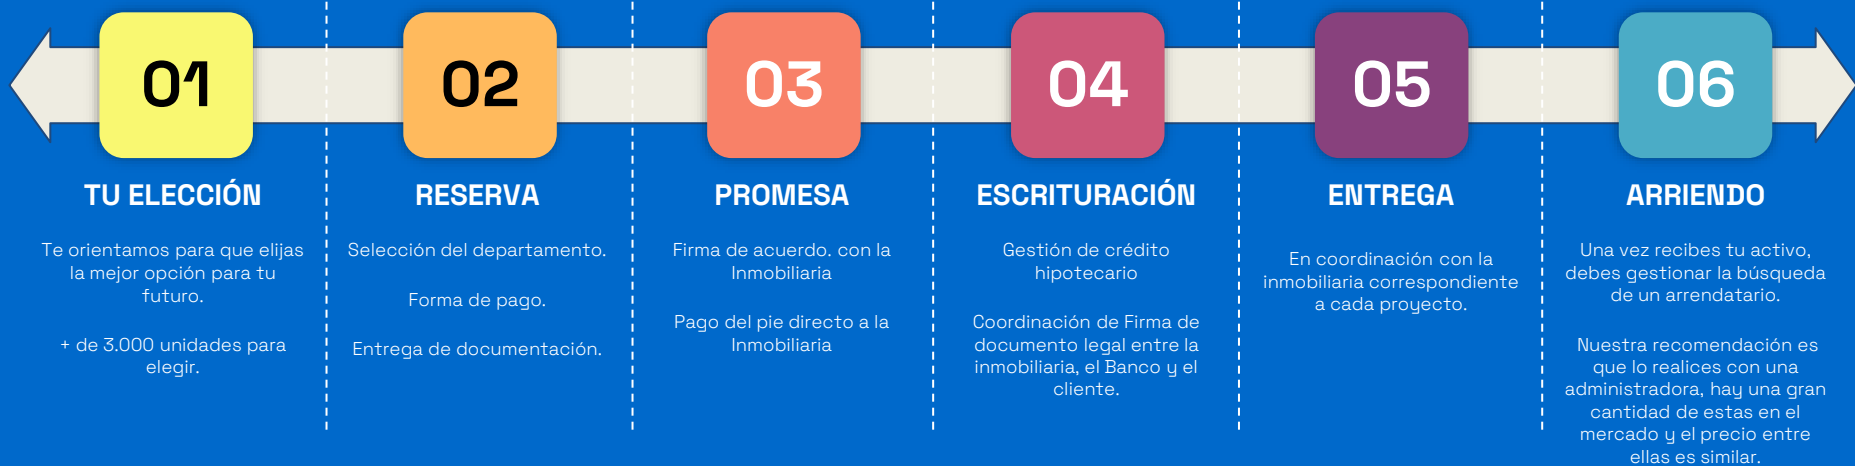 01
TU ELECCIÓN
Te orientamos para que elijas
la mejor opción para tu
futuro.
+ de 3.000 unidades para
elegir.
02
RESERVA
Selección del departamento.
Forma de pago.
Entrega de documentación.
03
PROMESA
Firma de acuerdo. con la
Inmobiliaria
Pago del pie directo a la
Inmobiliaria
04
ESCRITURACIÓN
Gestión de crédito
hipotecario
Coordinación de Firma de
documento legal entre la
inmobiliaria, el Banco y el
cliente.
05
ENTREGA
En coordinación con la
inmobiliaria correspondiente
a cada proyecto.
06
ARRIENDO
Una vez recibes tu activo,
debes gestionar la búsqueda
de un arrendatario.
Nuestra recomendación es
que lo realices con una
administradora, hay una gran
cantidad de estas en el
mercado y el precio entre
ellas es similar.